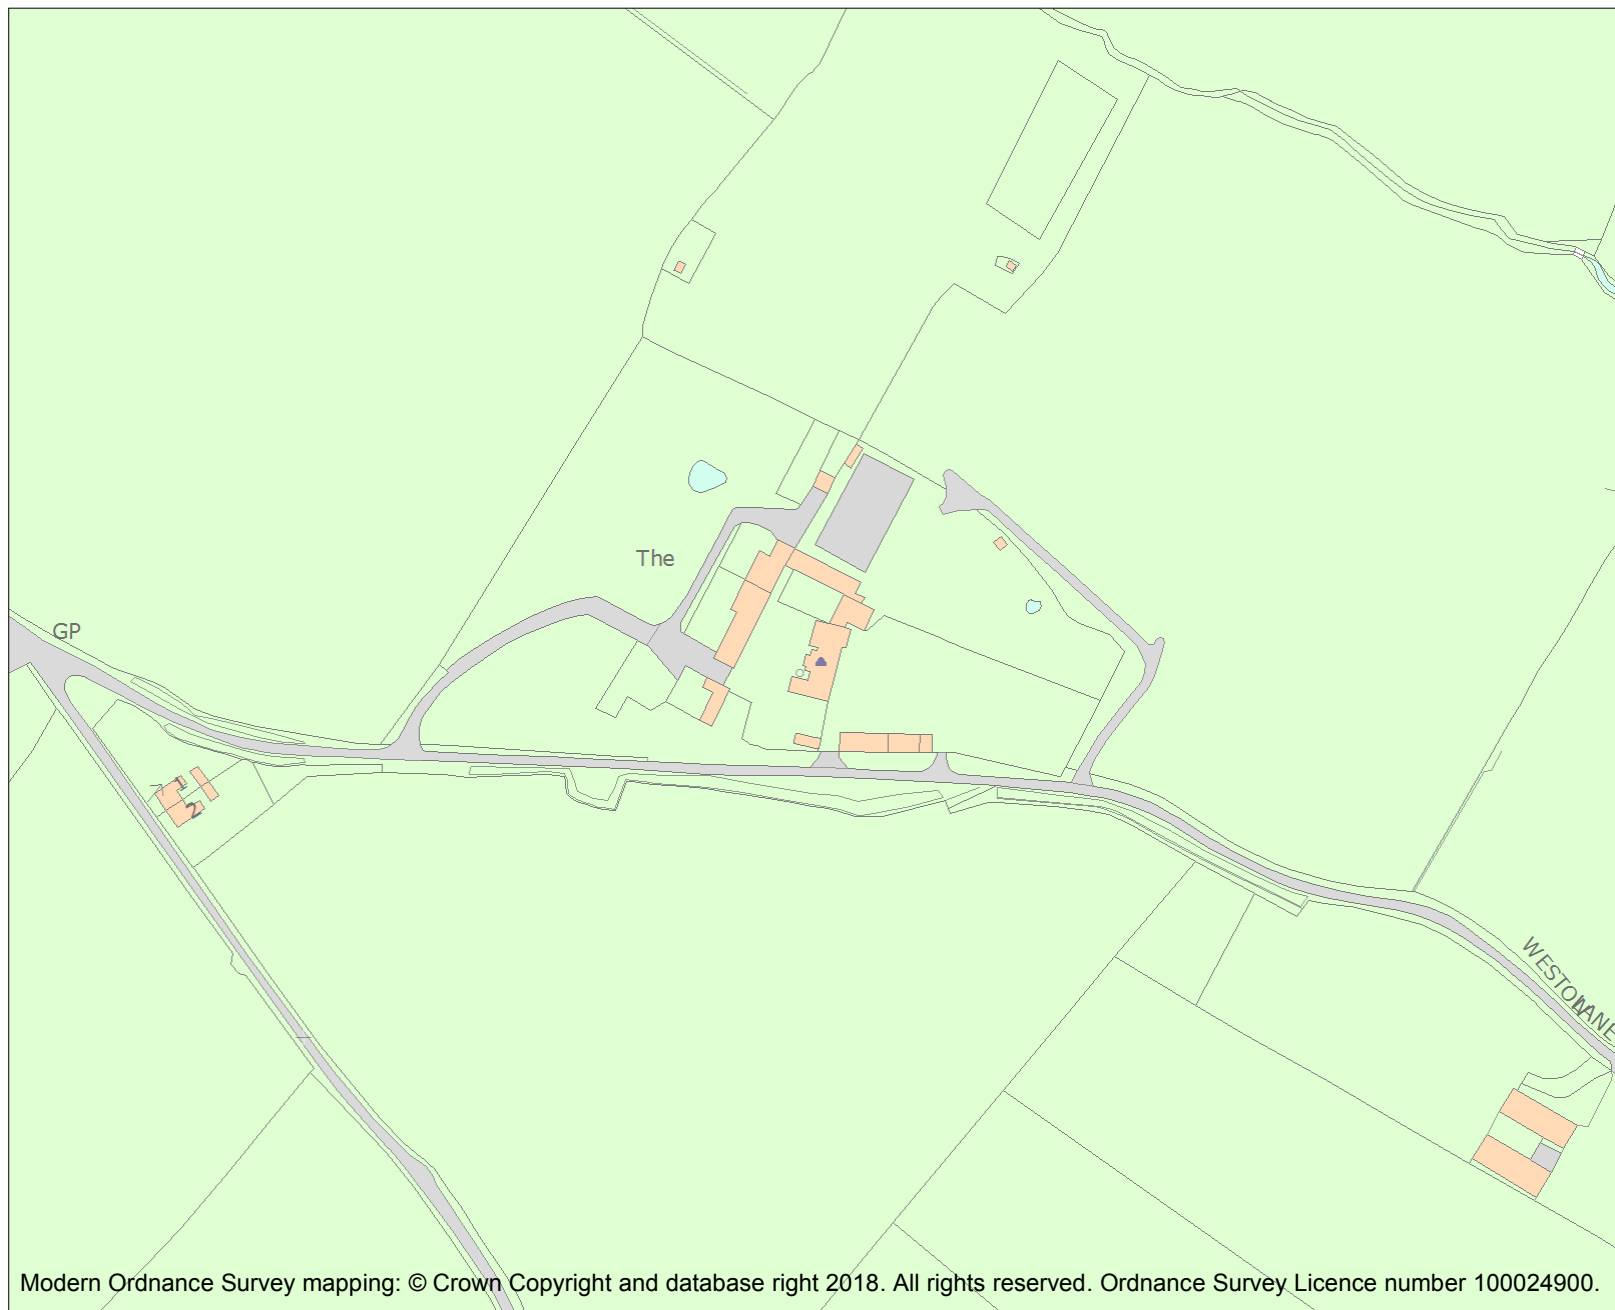 The
GP
1
2
WESTON
LANE
Modern Ordnance Survey mapping: © Crown Copyright and database right 2018. All rights reserved. Ordnance Survey Licence number 100024900.